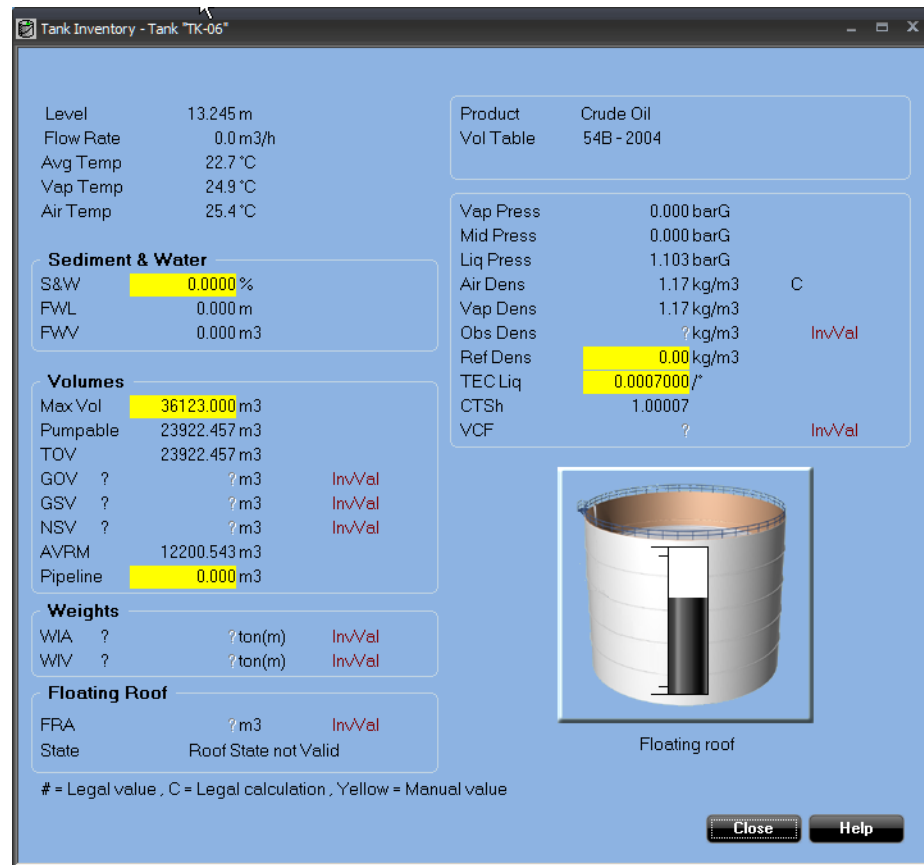 Tank Inventory - Tank "TK-06"
Level 13.245 m
Flow Rate 0.0 m3/h
Avg Temp 22.7 °C
Vap Temp 24.9 °C
Air Temp 25.4 °C
Product Crude Oil
Vol Table 54B - 2004
Sediment & Water
S&W 0.0000 %
FWL 0.000 m
FWV 0.000 m3
Vap Press 0.000 barG
Mid Press 0.000 barG
Liq Press 1.103 barG
Air Dens 1.17 kg/m3 C
Vap Dens 1.17 kg/m3
Obs Dens ? kg/m3 InvVal
Ref Dens 0.00 kg/m3
TEC Liq 0.0007000 /°
CTSh 1.00007
VCF ? InvVal
Volumes
Max Vol 36123.000 m3
Pumpable 23922.457 m3
TOV 23922.457 m3
GOV ? ? m3 InvVal
GSV ? ? m3 InvVal
NSV ? ? m3 InvVal
AVRM 12200.543 m3
Pipeline 0.000 m3
Weights
WIA ? ? ton(m) InvVal
WIV ? ? ton(m) InvVal
Floating Roof
FRA ? m3 InvVal
State Roof State not Valid
Floating roof
# = Legal value , C = Legal calculation , Yellow = Manual value
Close Help